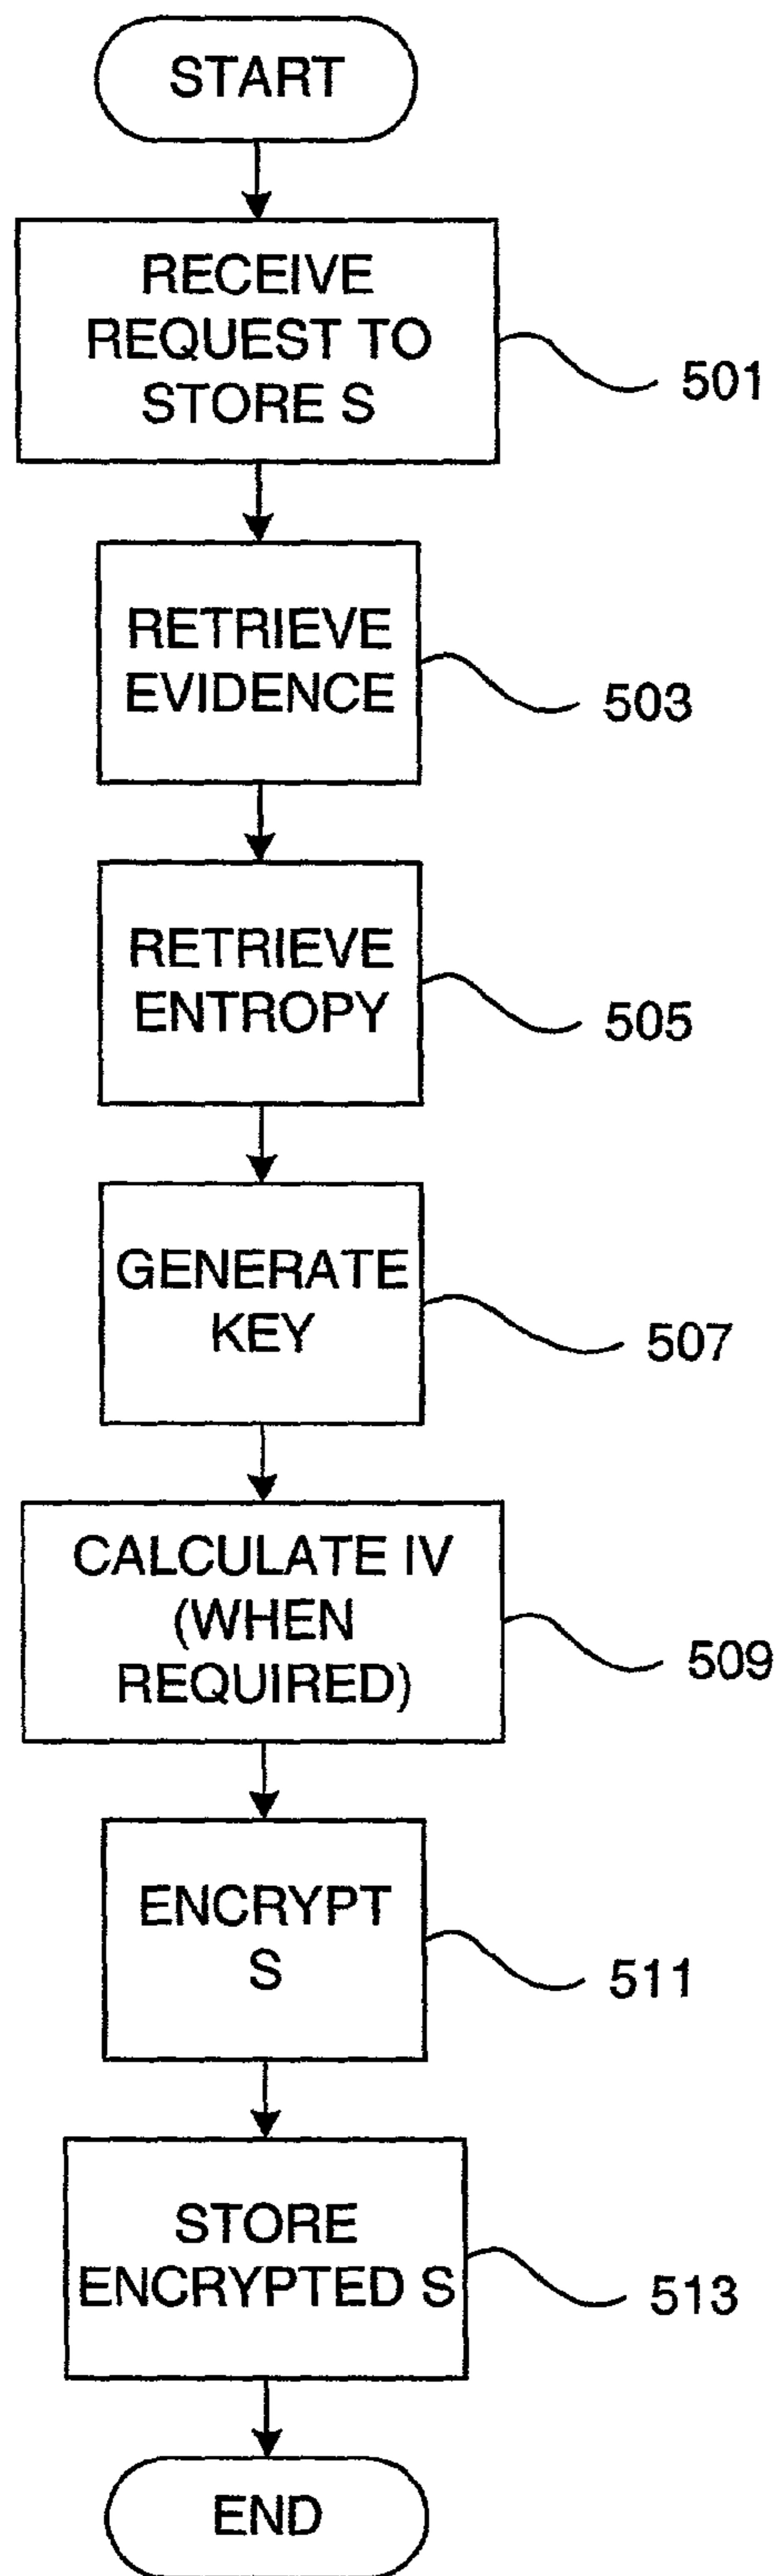 START
RECEIVE
REQUEST TO
STORE S
501
RETRIEVE
EVIDENCE
503
RETRIEVE
ENTROPY
505
GENERATE
KEY
507
CALCULATE IV
(WHEN
REQUIRED)
509
ENCRYPT
S
511
STORE
ENCRYPTED S
513
END